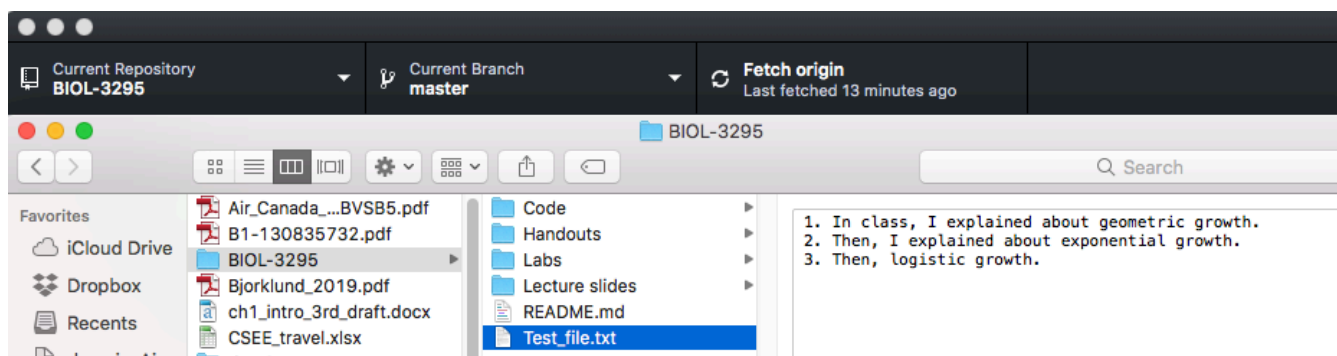 Current Repository
BIOL-3295
Current Branch
master
Fetch origin
Last fetched 13 minutes ago
BIOL-3295
Search
Favorites
iCloud Drive
Dropbox
Recents
Air_Canada_...BVSB5.pdf
B1-130835732.pdf
BIOL-3295
Bjorklund_2019.pdf
ch1_intro_3rd_draft.docx
CSEE_travel.xlsx
Code
Handouts
Labs
Lecture slides
README.md
Test_file.txt
1. In class, I explained about geometric growth.
2. Then, I explained about exponential growth.
3. Then, logistic growth.